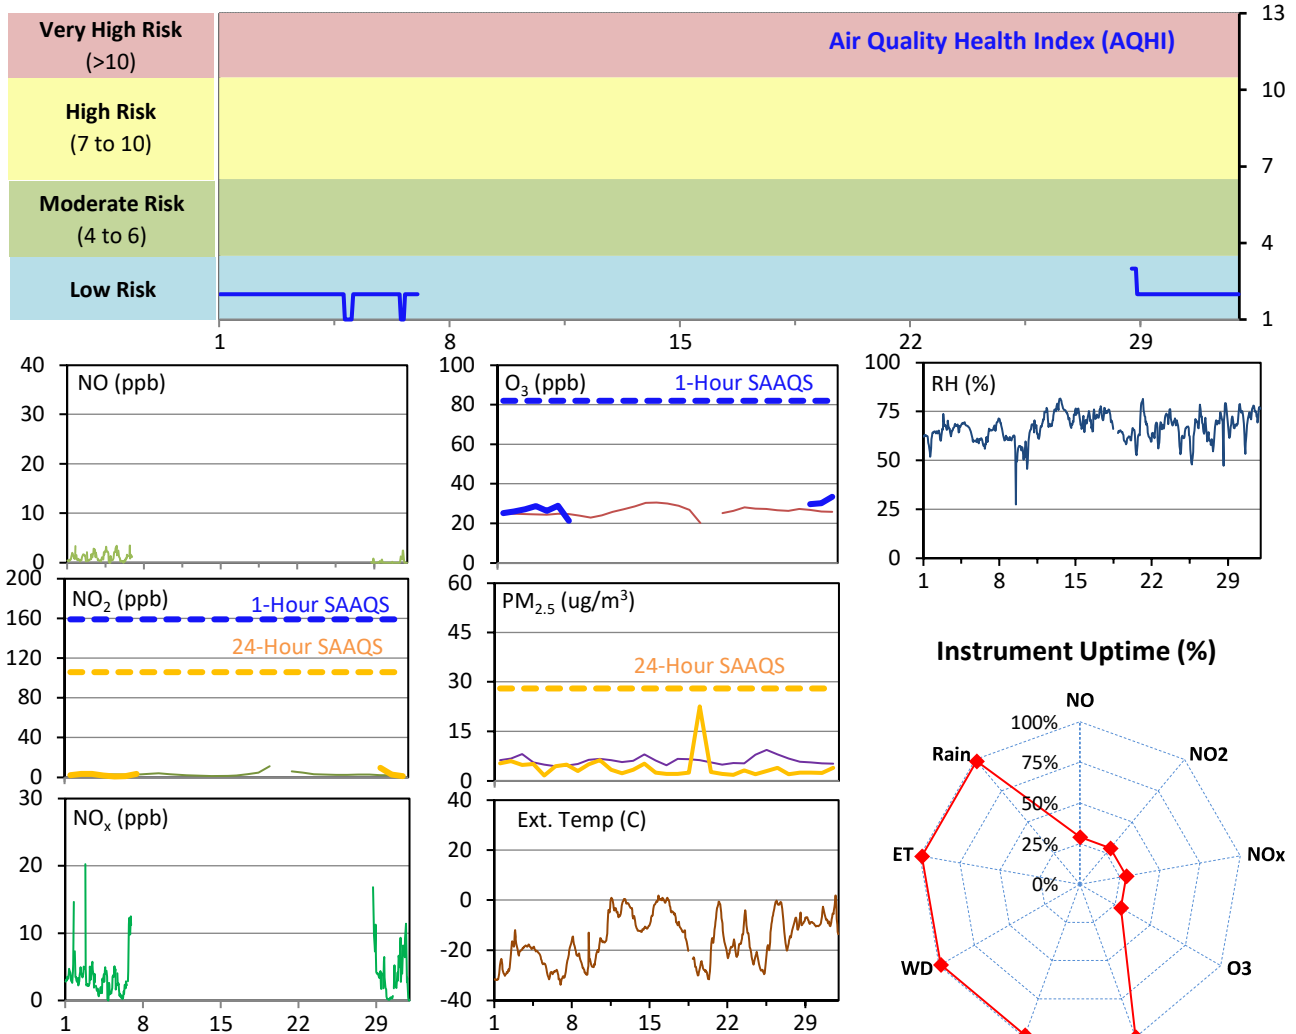 Very High Risk
(>10)
High Risk
(7 to 10)
Moderate Risk
(4 to 6)
Low Risk
Air Quality Health Index (AQHI)
13
10
7
4
1
1 8 15 22 29
NO (ppb)
40
30
20
10
0
O3 (ppb)
1-Hour SAAQS
100
80
60
40
20
0
RH (%)
100
75
50
25
0
1 8 15 22 29
NO2 (ppb)
1-Hour SAAQS
24-Hour SAAQS
200
160
120
80
40
0
PM2.5 (ug/m3)
24-Hour SAAQS
60
45
30
15
0
NOx (ppb)
30
20
10
0
1 8 15 22 29
Ext. Temp (C)
40
20
0
-20
-40
1 8 15 22 29
Instrument Uptime (%)
NO
NO2
NOx
O3
WD
ET
Rain
100%
75%
50%
25%
0%